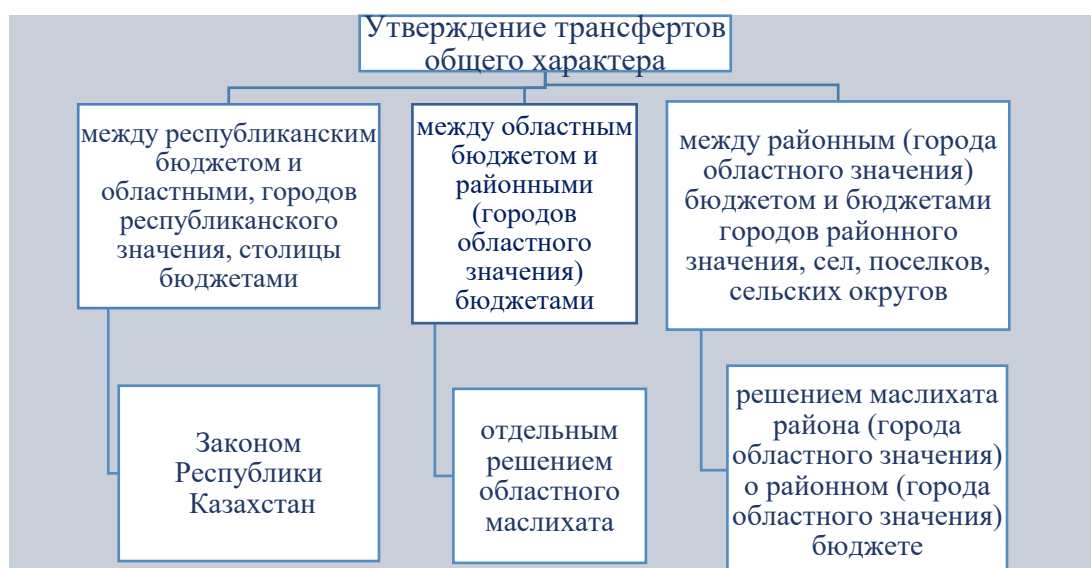 Утверждение трансфертов
общего характера
между республиканским
бюджетом и
областными, городов
республиканского
значения, столицы
бюджетами
между областным
бюджетом и
районными
(городов
областного
значения)
бюджетами
между районным (города
областного значения)
бюджетом и бюджетами
городов районного
значения, сел, поселков,
сельских округов
Законом
Республики
Казахстан
отдельным
решением
областного
маслихата
решением маслихата
района (города
областного значения)
о районном (города
областного значения)
бюджете